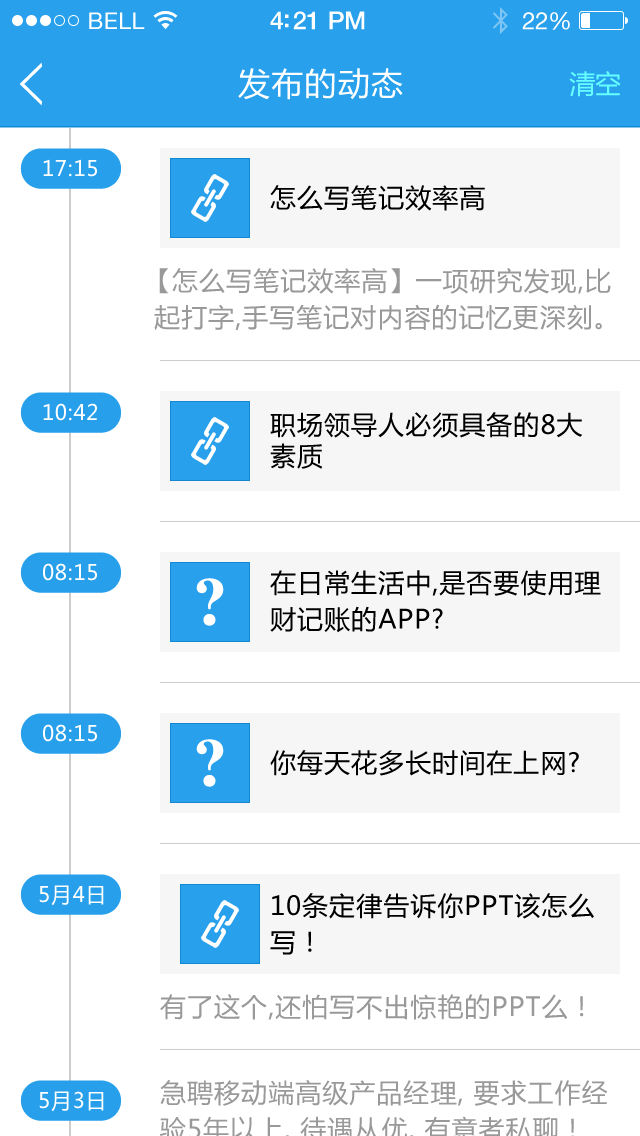 BELL 4:21 PM 22%
发布的动态 清空
17:15
怎么写笔记效率高
【怎么写笔记效率高】一项研究发现,比
起打字,手写笔记对内容的记忆更深刻。
10:42
职场领导人必须具备的8大
素质
08:15
在日常生活中,是否要使用理
财记账的APP?
08:15
你每天花多长时间在上网?
5月4日
10条定律告诉你PPT该怎么
写！
有了这个,还怕写不出惊艳的PPT么！
5月3日
急聘移动端高级产品经理, 要求工作经
验5年以上, 待遇从优, 有意者私聊！